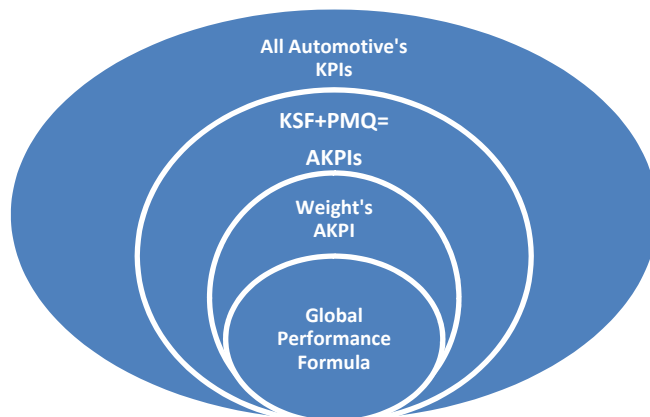 All Automotive's
KPIs
KSF+PMQ=
AKPIs
Weight's
AKPI
Global
Performance
Formula